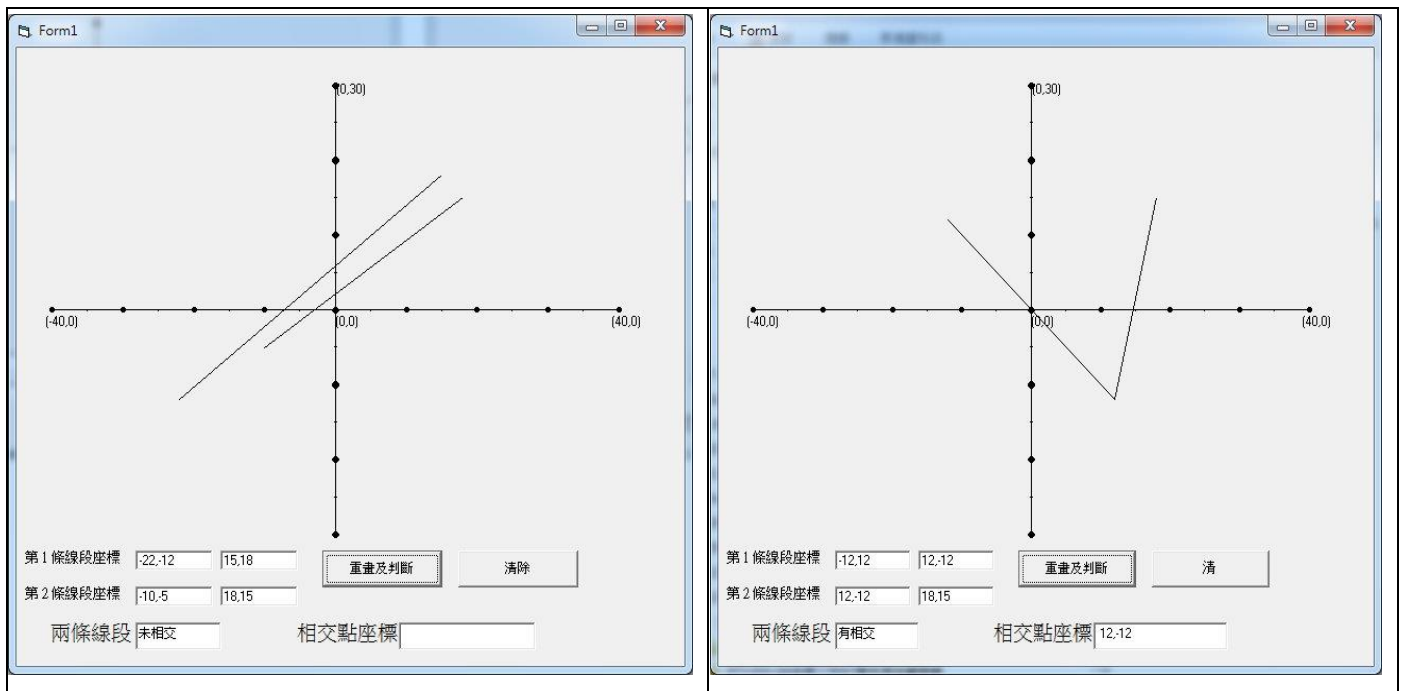 Form1
(0,30)
(-40,0)
(0,0)
(40,0)
第1條線段座標 -22,-12 15,18
重畫及判斷
清除
第2條線段座標 -10,-5 18,15
兩條線段 未相交
相交點座標
Form1
(0,30)
(-40,0)
(0,0)
(40,0)
第1條線段座標 -12,12 12,-12
重畫及判斷
清
第2條線段座標 12,-12 18,15
兩條線段 有相交
相交點座標 12,-12